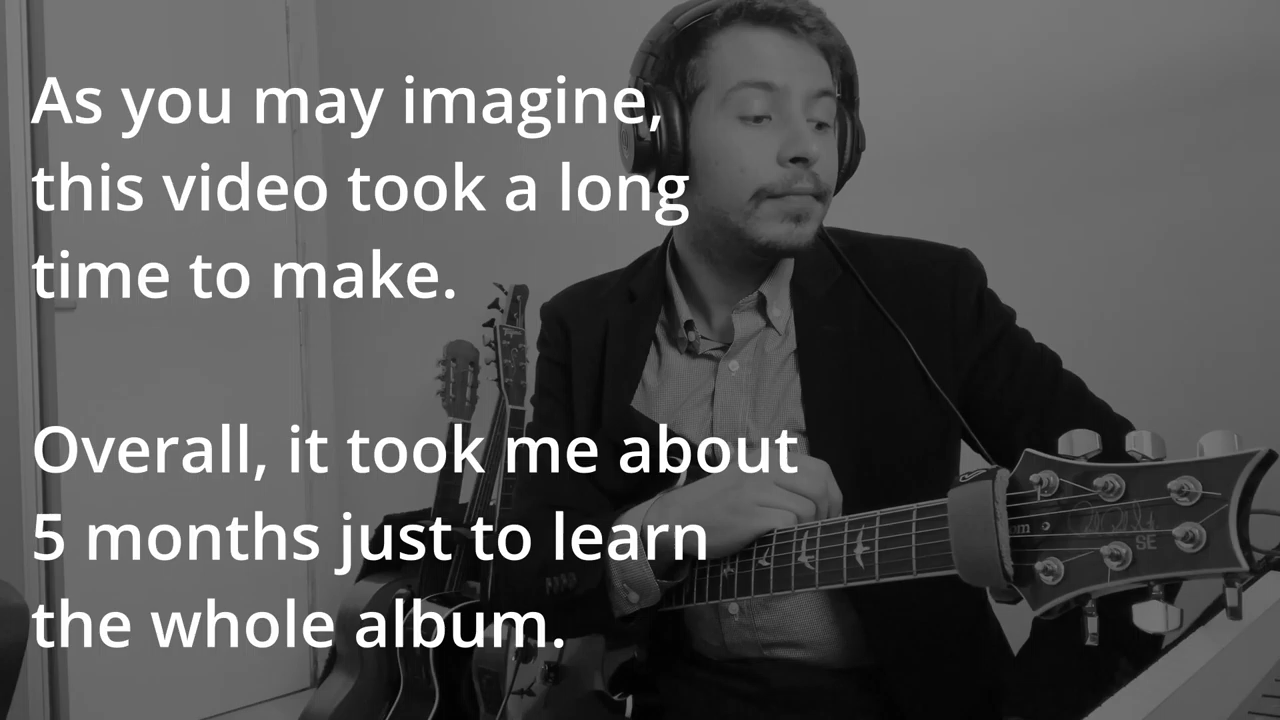 As you may imagine,
this video took a long
time to make.
Overall, it took me about
5 months just to learn
the whole album.
SE